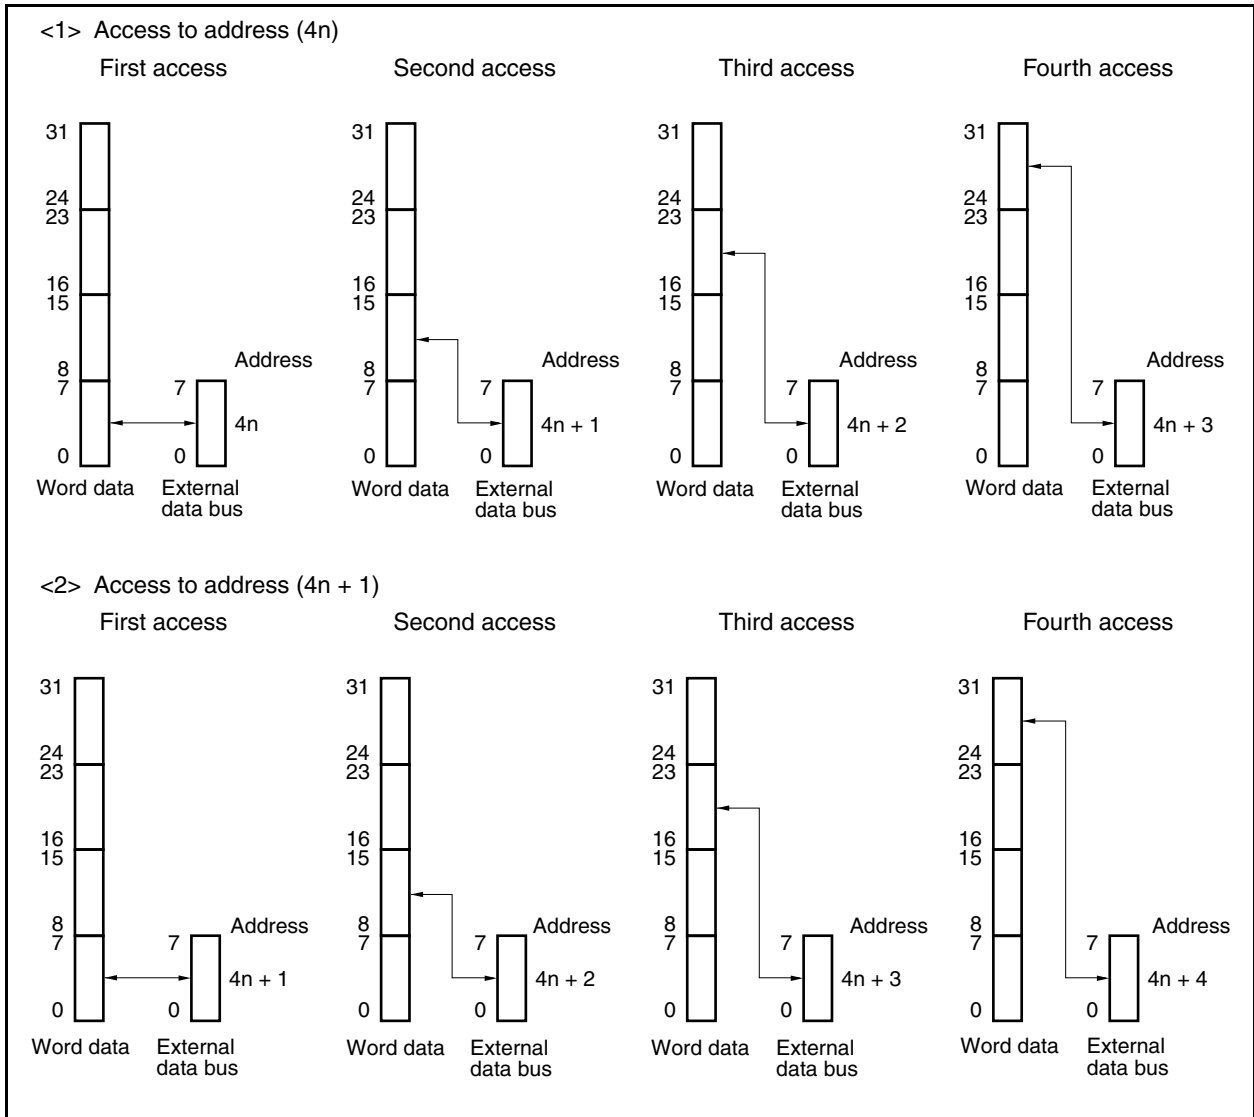 <1> Access to address (4n)
First access
Second access
Third access
Fourth access
31
31
31
31
24
24
24
24
23
23
23
23
16
16
16
16
15
15
15
15
Address
Address
Address
Address
8
8
8
8
7
7
7
7
7
7
7
7
4n
4n + 1
4n + 2
4n + 3
0
0
0
0
0
0
0
0
Word data
External
data bus
Word data
External
data bus
Word data
External
data bus
Word data
External
data bus
<2> Access to address (4n + 1)
First access
Second access
Third access
Fourth access
31
31
31
31
24
24
24
24
23
23
23
23
16
16
16
16
15
15
15
15
Address
Address
Address
Address
8
8
8
8
7
7
7
7
7
7
7
7
4n + 1
4n + 2
4n + 3
4n + 4
0
0
0
0
0
0
0
0
Word data
External
data bus
Word data
External
data bus
Word data
External
data bus
Word data
External
data bus